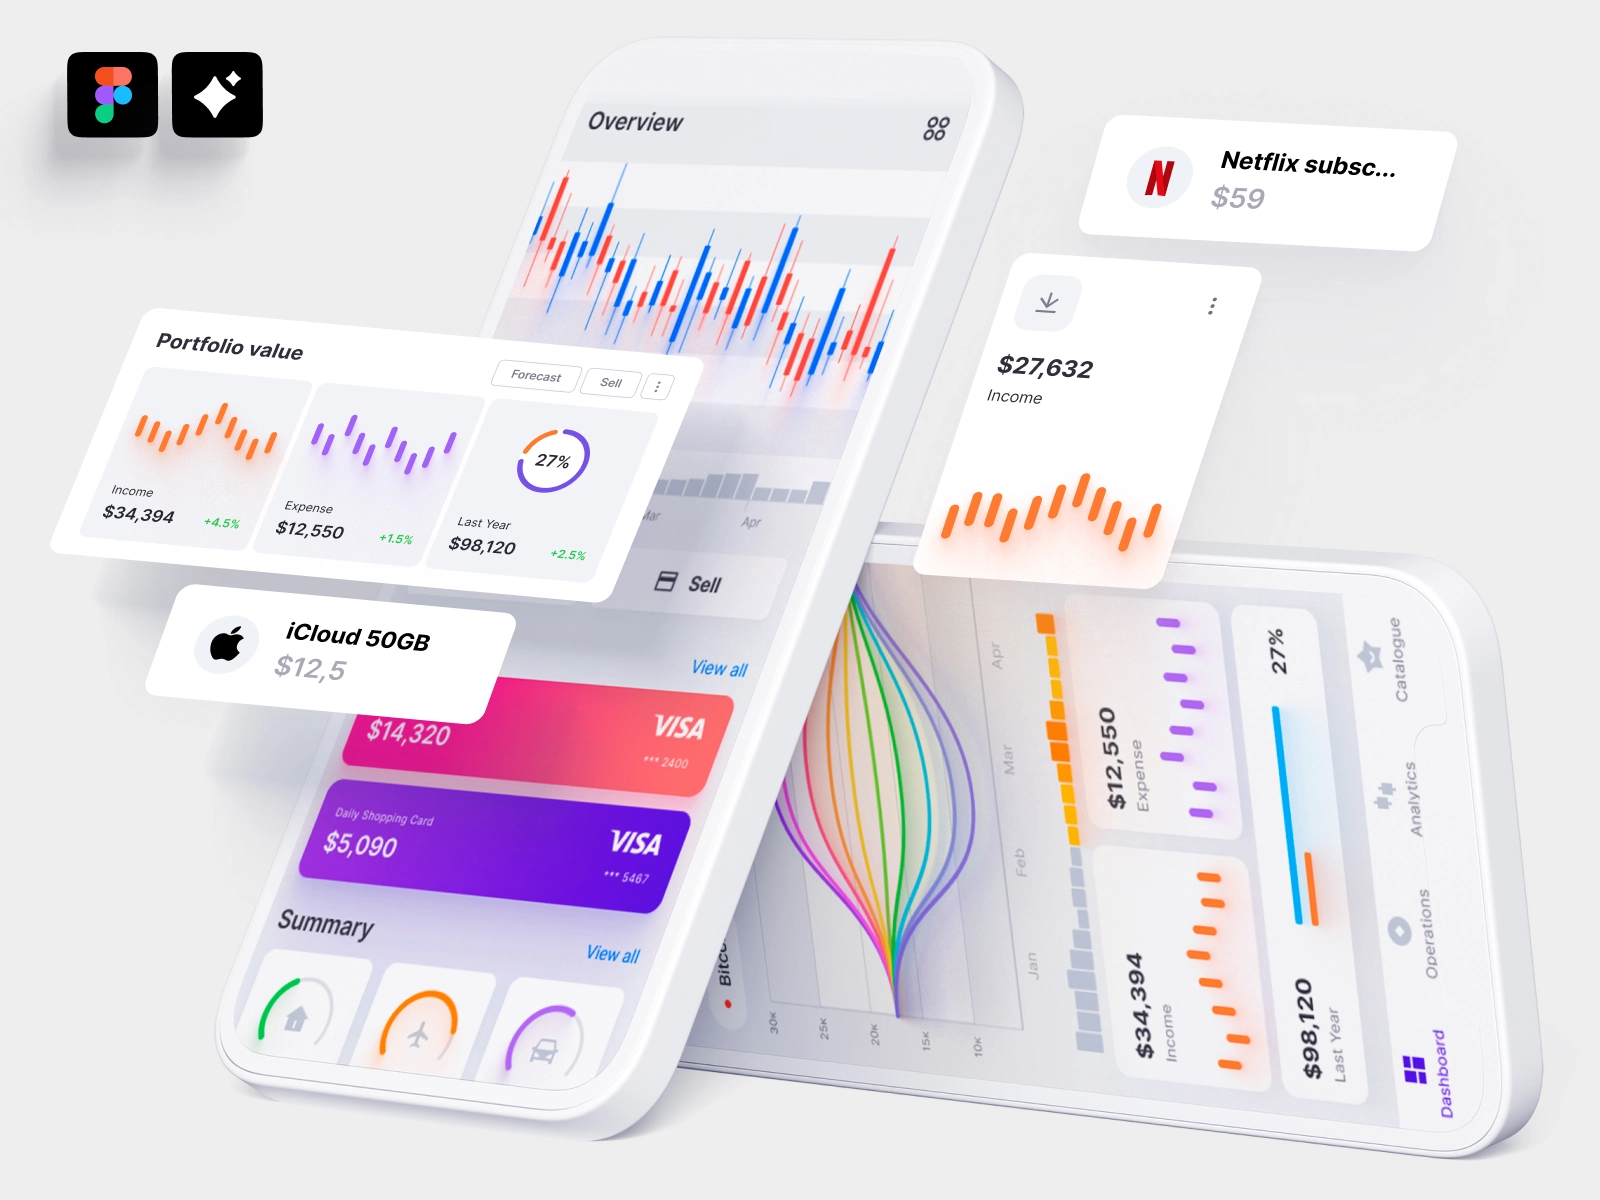 Overview
Netflix subsc...
$59
$27,632
Income
Portfolio value
Forecast
Sell
27%
Income
$34,394
+4.5%
Expense
$12,550
+1.5%
Last Year
$98,120
+2.5%
Mar
Apr
Sell
iCloud 50GB
$12,5
View all
$14,320
VISA
*** 2400
Daily Shopping Card
$5,090
VISA
*** 5467
Summary
View all
Bitco
30K
25K
20K
15K
10K
Jan
Feb
Mar
Apr
$34,394
Income
$12,550
Expense
$98,120
Last Year
27%
Dashboard
Operations
Analytics
Catalogue